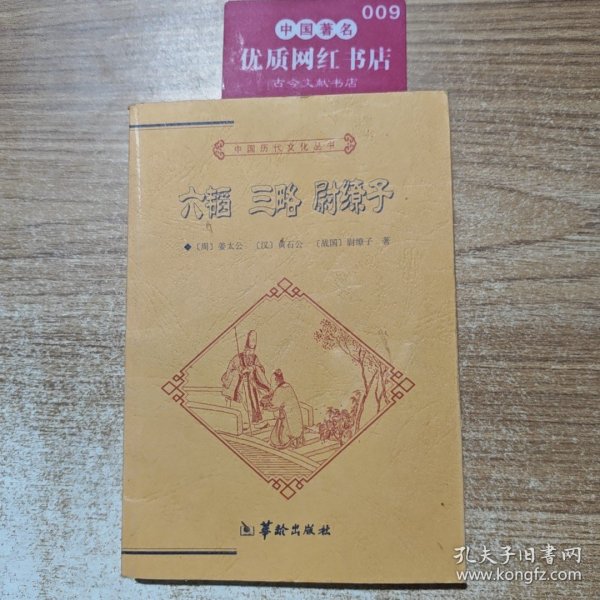 009
中国著名
优质网红书店
古今文献书店
中国历代文化丛书
六韬 三略 尉缭子
◆〔周〕姜太公 〔汉〕黄石公 〔战国〕尉缭子 著
華龄出版社
孔夫子旧书网
www.kongfz.com